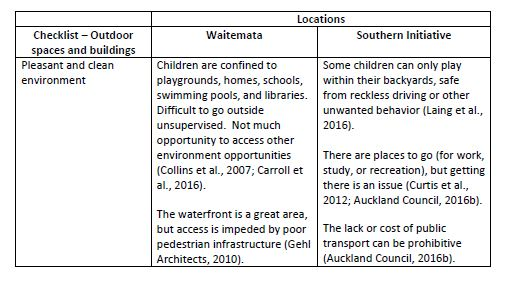 Locations
Checklist – Outdoor spaces and buildings
Waitemata
Southern Initiative
Pleasant and clean
environment
Children are confined to
playgrounds, homes, schools,
swimming pools, and libraries.
Difficult to go outside
unsupervised.  Not much
opportunity to access other
environment opportunities
(Collins et al., 2007; Carroll et
al., 2016).
The waterfront is a great area,
but access is impeded by poor
pedestrian infrastructure (Gehl
Architects, 2010).
Some children can only play
within their backyards, safe
from reckless driving or other
unwanted behavior (Laing et al.,
2016).
There are places to go (for work,
study, or recreation), but getting
there is an issue (Curtis et al.,
2012; Auckland Council, 2016b).
The lack or cost of public
transport can be prohibitive
(Auckland Council, 2016b).